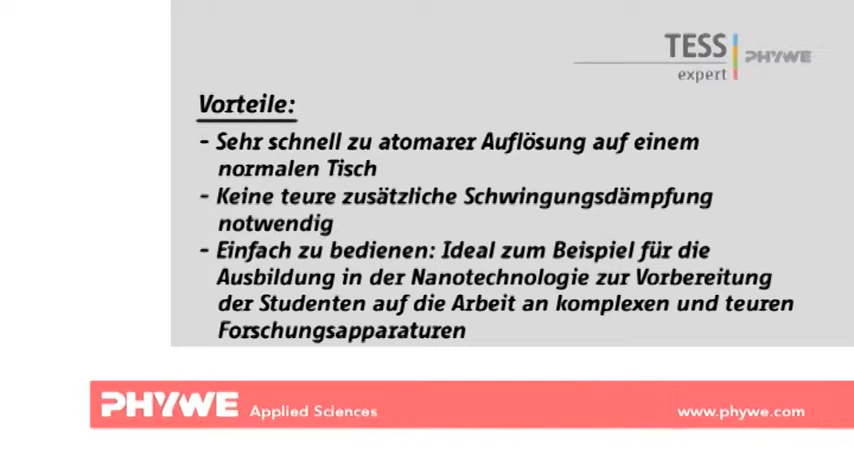 TESS
expert
PHYWE
Vorteile:
- Sehr schnell zu atomarer Auflösung auf einem
normalen Tisch
- Keine teure zusätzliche Schwingungsdämpfung
notwendig
- Einfach zu bedienen: Ideal zum Beispiel für die
Ausbildung in der Nanotechnologie zur Vorbereitung
der Studenten auf die Arbeit an komplexen und teuren
Forschungsapparaturen
PHYWE Applied Sciences
www.phywe.com